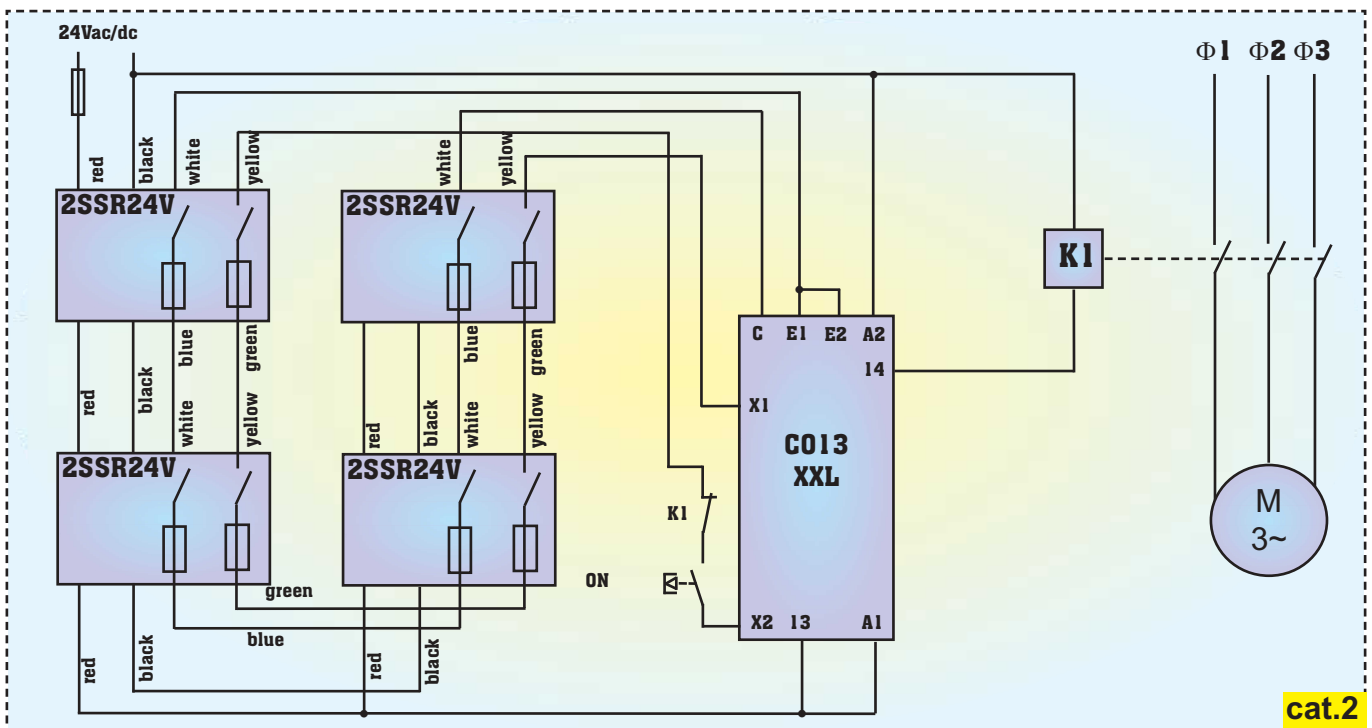 24Vac/dc
Φ1 Φ2 Φ3
red
black
white
yellow
white
yellow
2SSR24V
2SSR24V
K1
blue
green
blue
green
C E1 E2 A2
14
red
black
white
yellow
red
black
white
yellow
X1
2SSR24V
2SSR24V
C013
XXL
K1
M
3~
ON
green
blue
X2 13 A1
red
black
red
black
cat.2